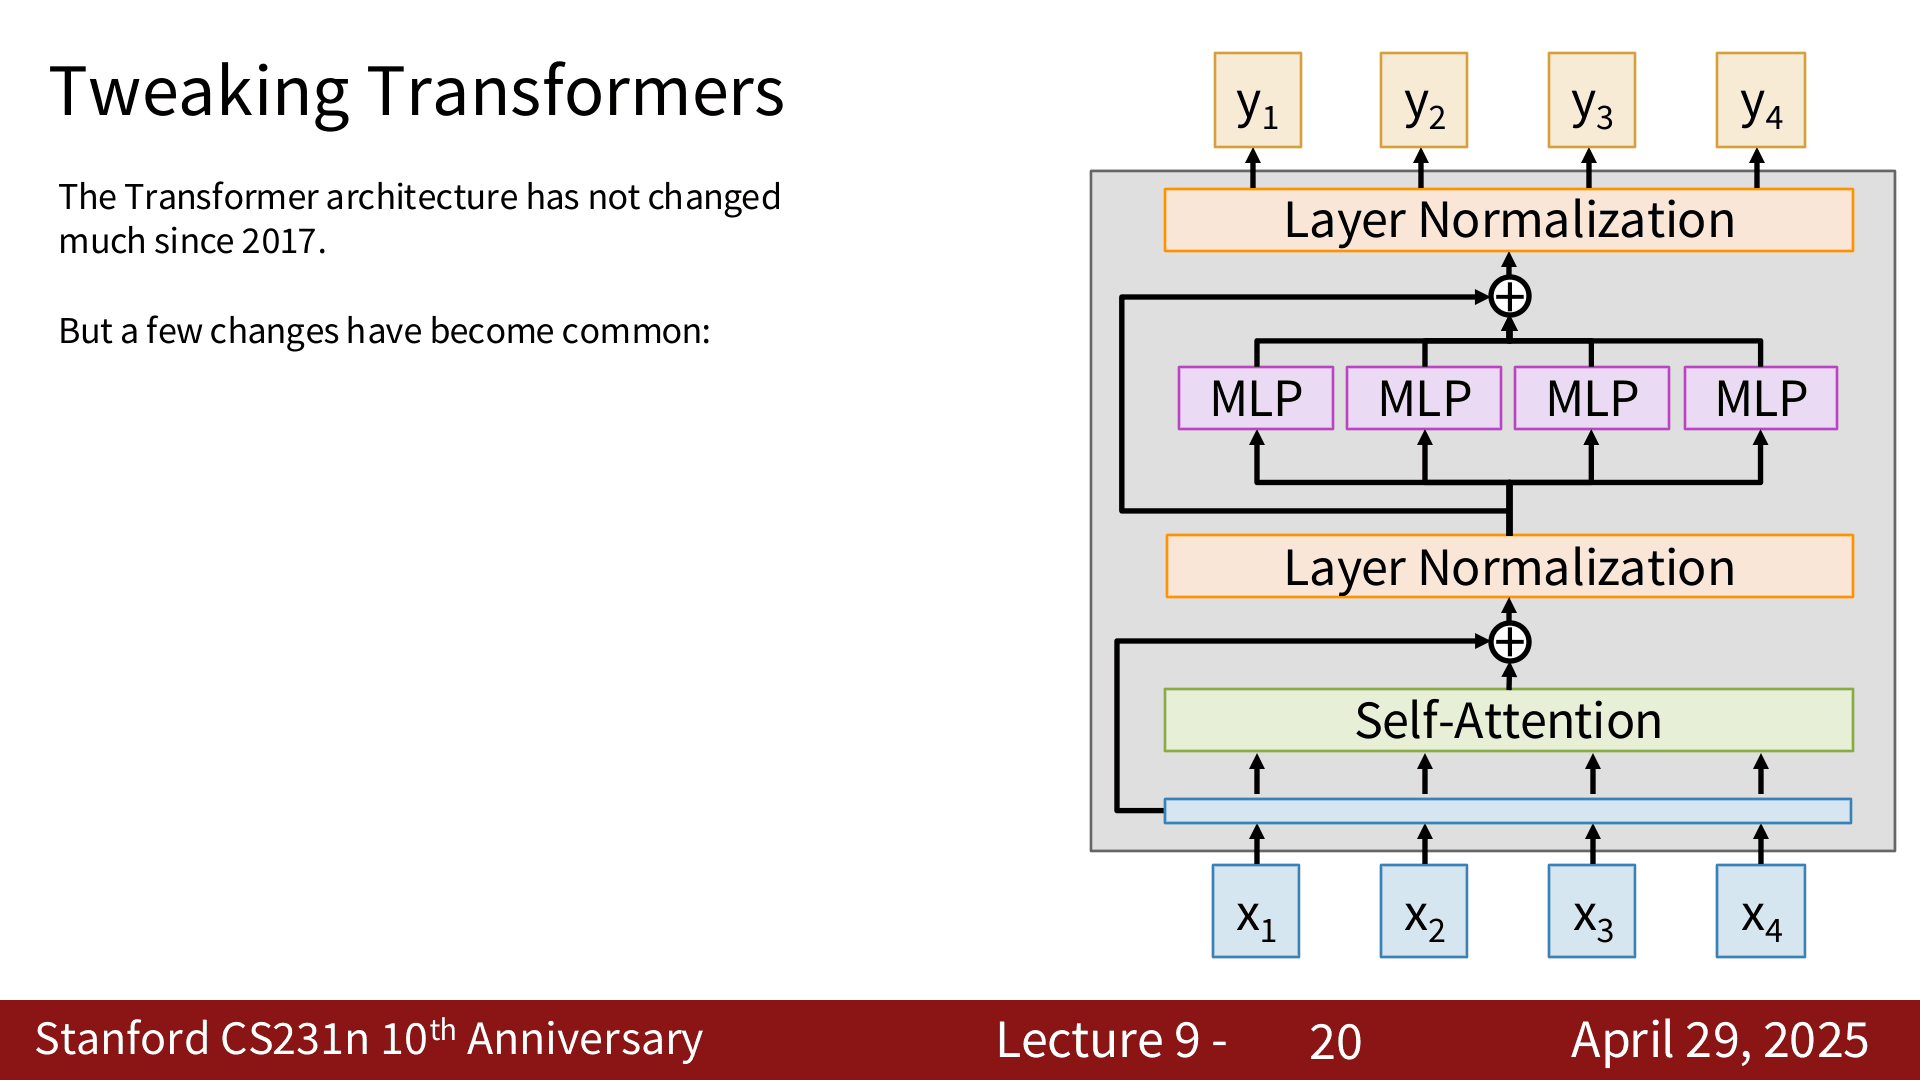 Tweaking Transformers
The Transformer architecture has not changed
much since 2017.
But a few changes have become common:
y1 y2 y3 y4
Layer Normalization
MLP MLP MLP MLP
Layer Normalization
Self-Attention
x1 x2 x3 x4
Stanford CS231n 10th Anniversary Lecture 9 - 20 April 29, 2025